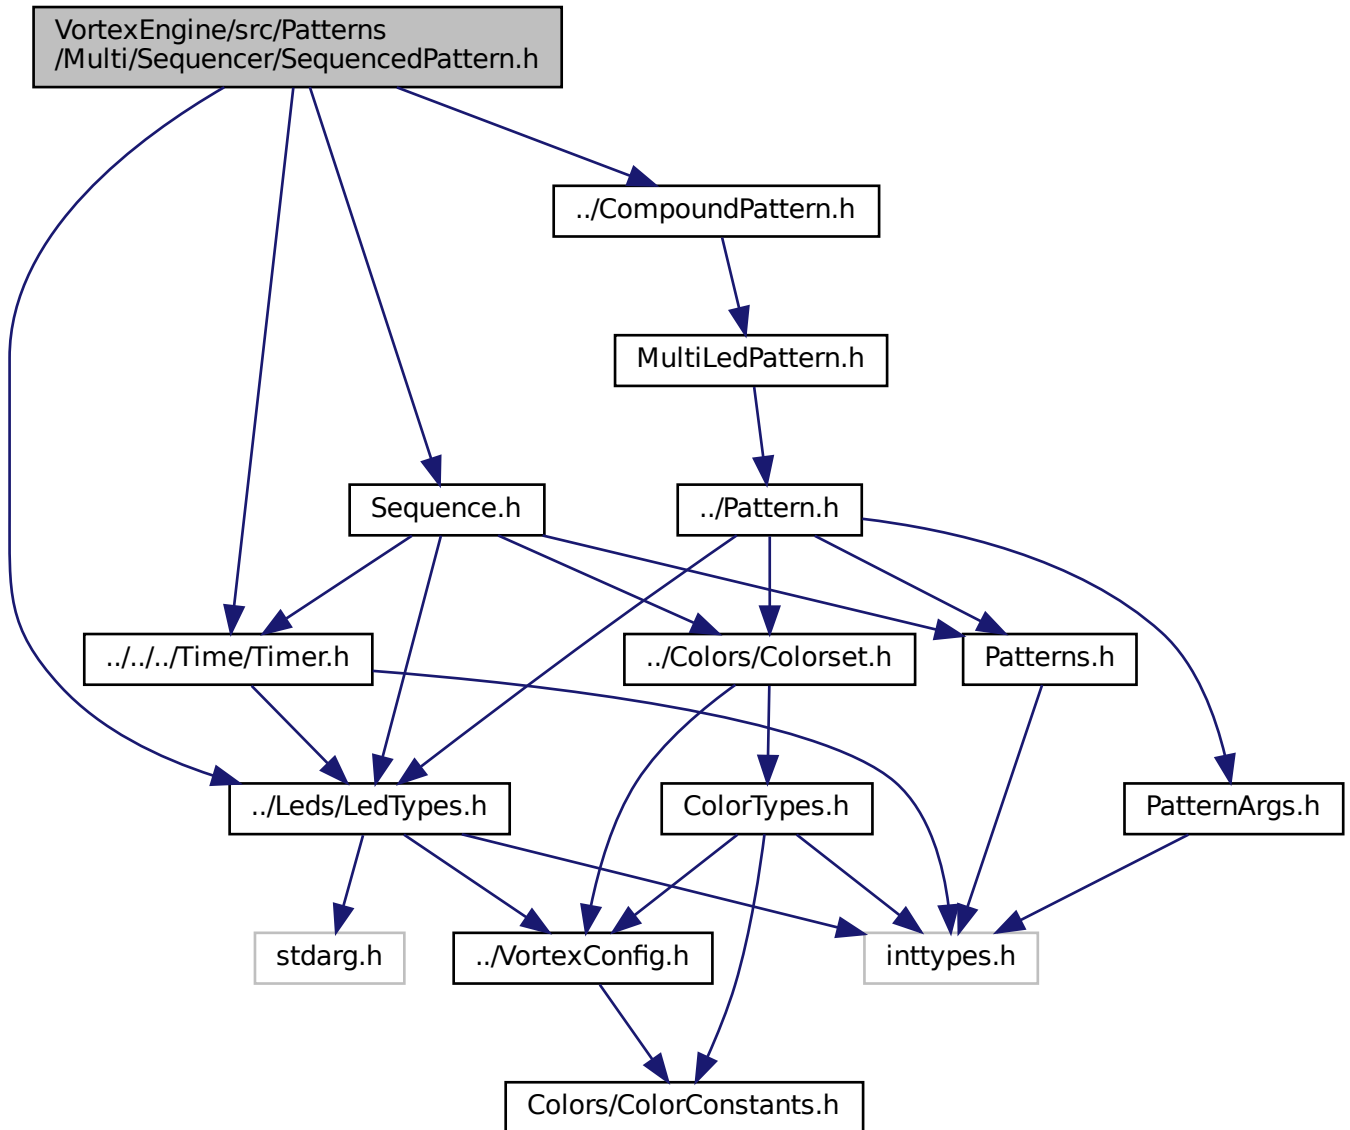 VortexEngine/src/Patterns
/Multi/Sequencer/SequencedPattern.h
../CompoundPattern.h
MultiLedPattern.h
Sequence.h
../Pattern.h
../../../Time/Timer.h
../Colors/Colorset.h
Patterns.h
../Leds/LedTypes.h
ColorTypes.h
PatternArgs.h
stdarg.h
../VortexConfig.h
inttypes.h
Colors/ColorConstants.h